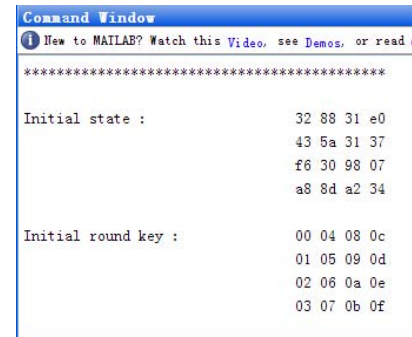 Command Window
New to MATLAB? Watch this Video, see Demos, or read
********************************************
Initial state : 32 88 31 e0
43 5a 31 37
f6 30 98 07
a8 8d a2 34
Initial round key : 00 04 08 0c
01 05 09 0d
02 06 0a 0e
03 07 0b 0f